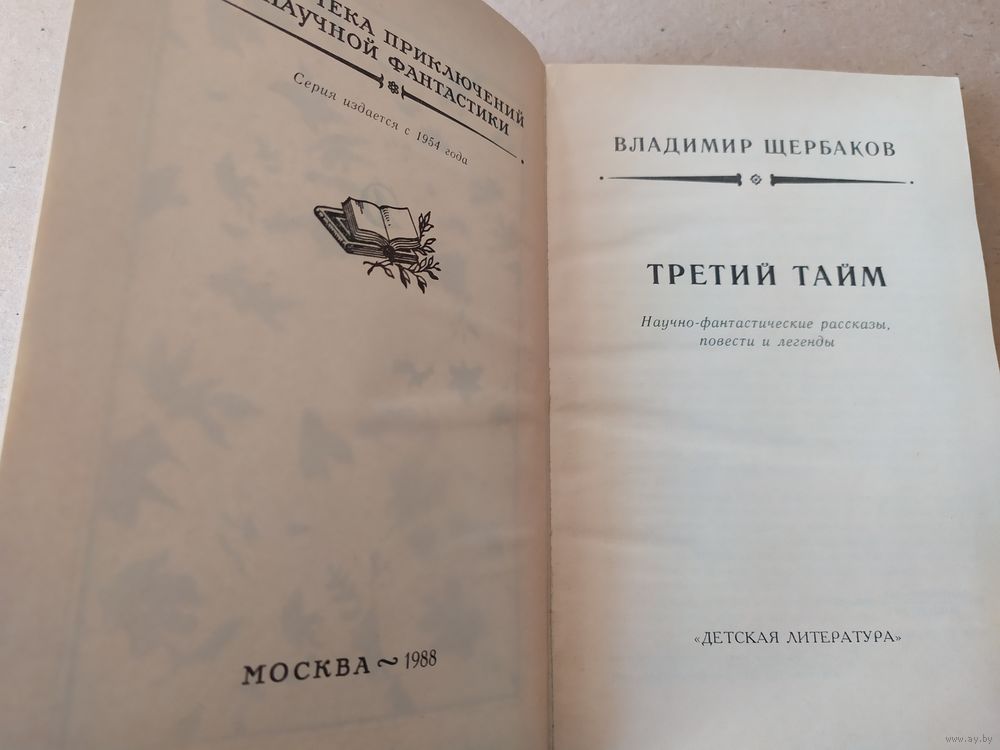 ПРИКЛЮЧЕНИЙ
НАУЧНОЙ ФАНТАСТИКИ
Серия издается с 1954 года
МОСКВА ~ 1988
ВЛАДИМИР ЩЕРБАКОВ
ТРЕТИЙ ТАЙМ
Научно-фантастические рассказы,
повести и легенды
«ДЕТСКАЯ ЛИТЕРАТУРА»
www.ay.by